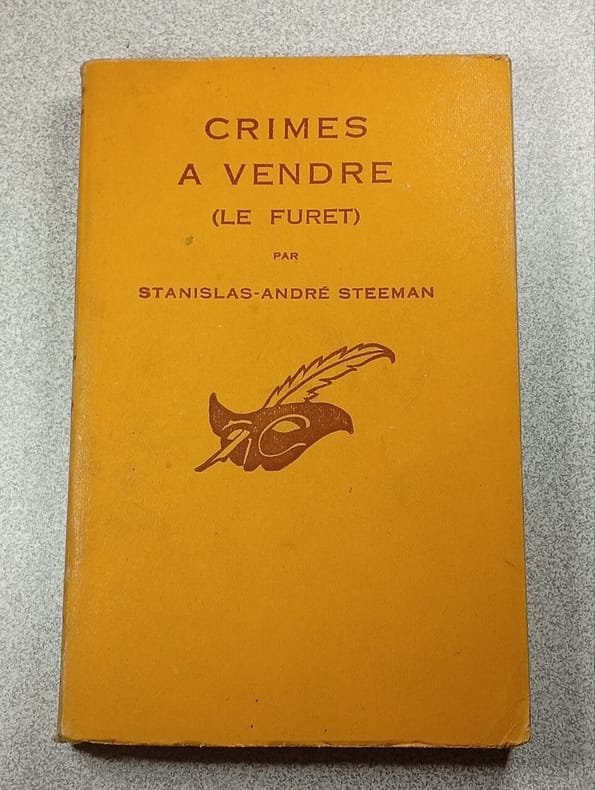 CRIMES
A VENDRE
(LE FURET)
PAR
STANISLAS-ANDRÉ STEEMAN